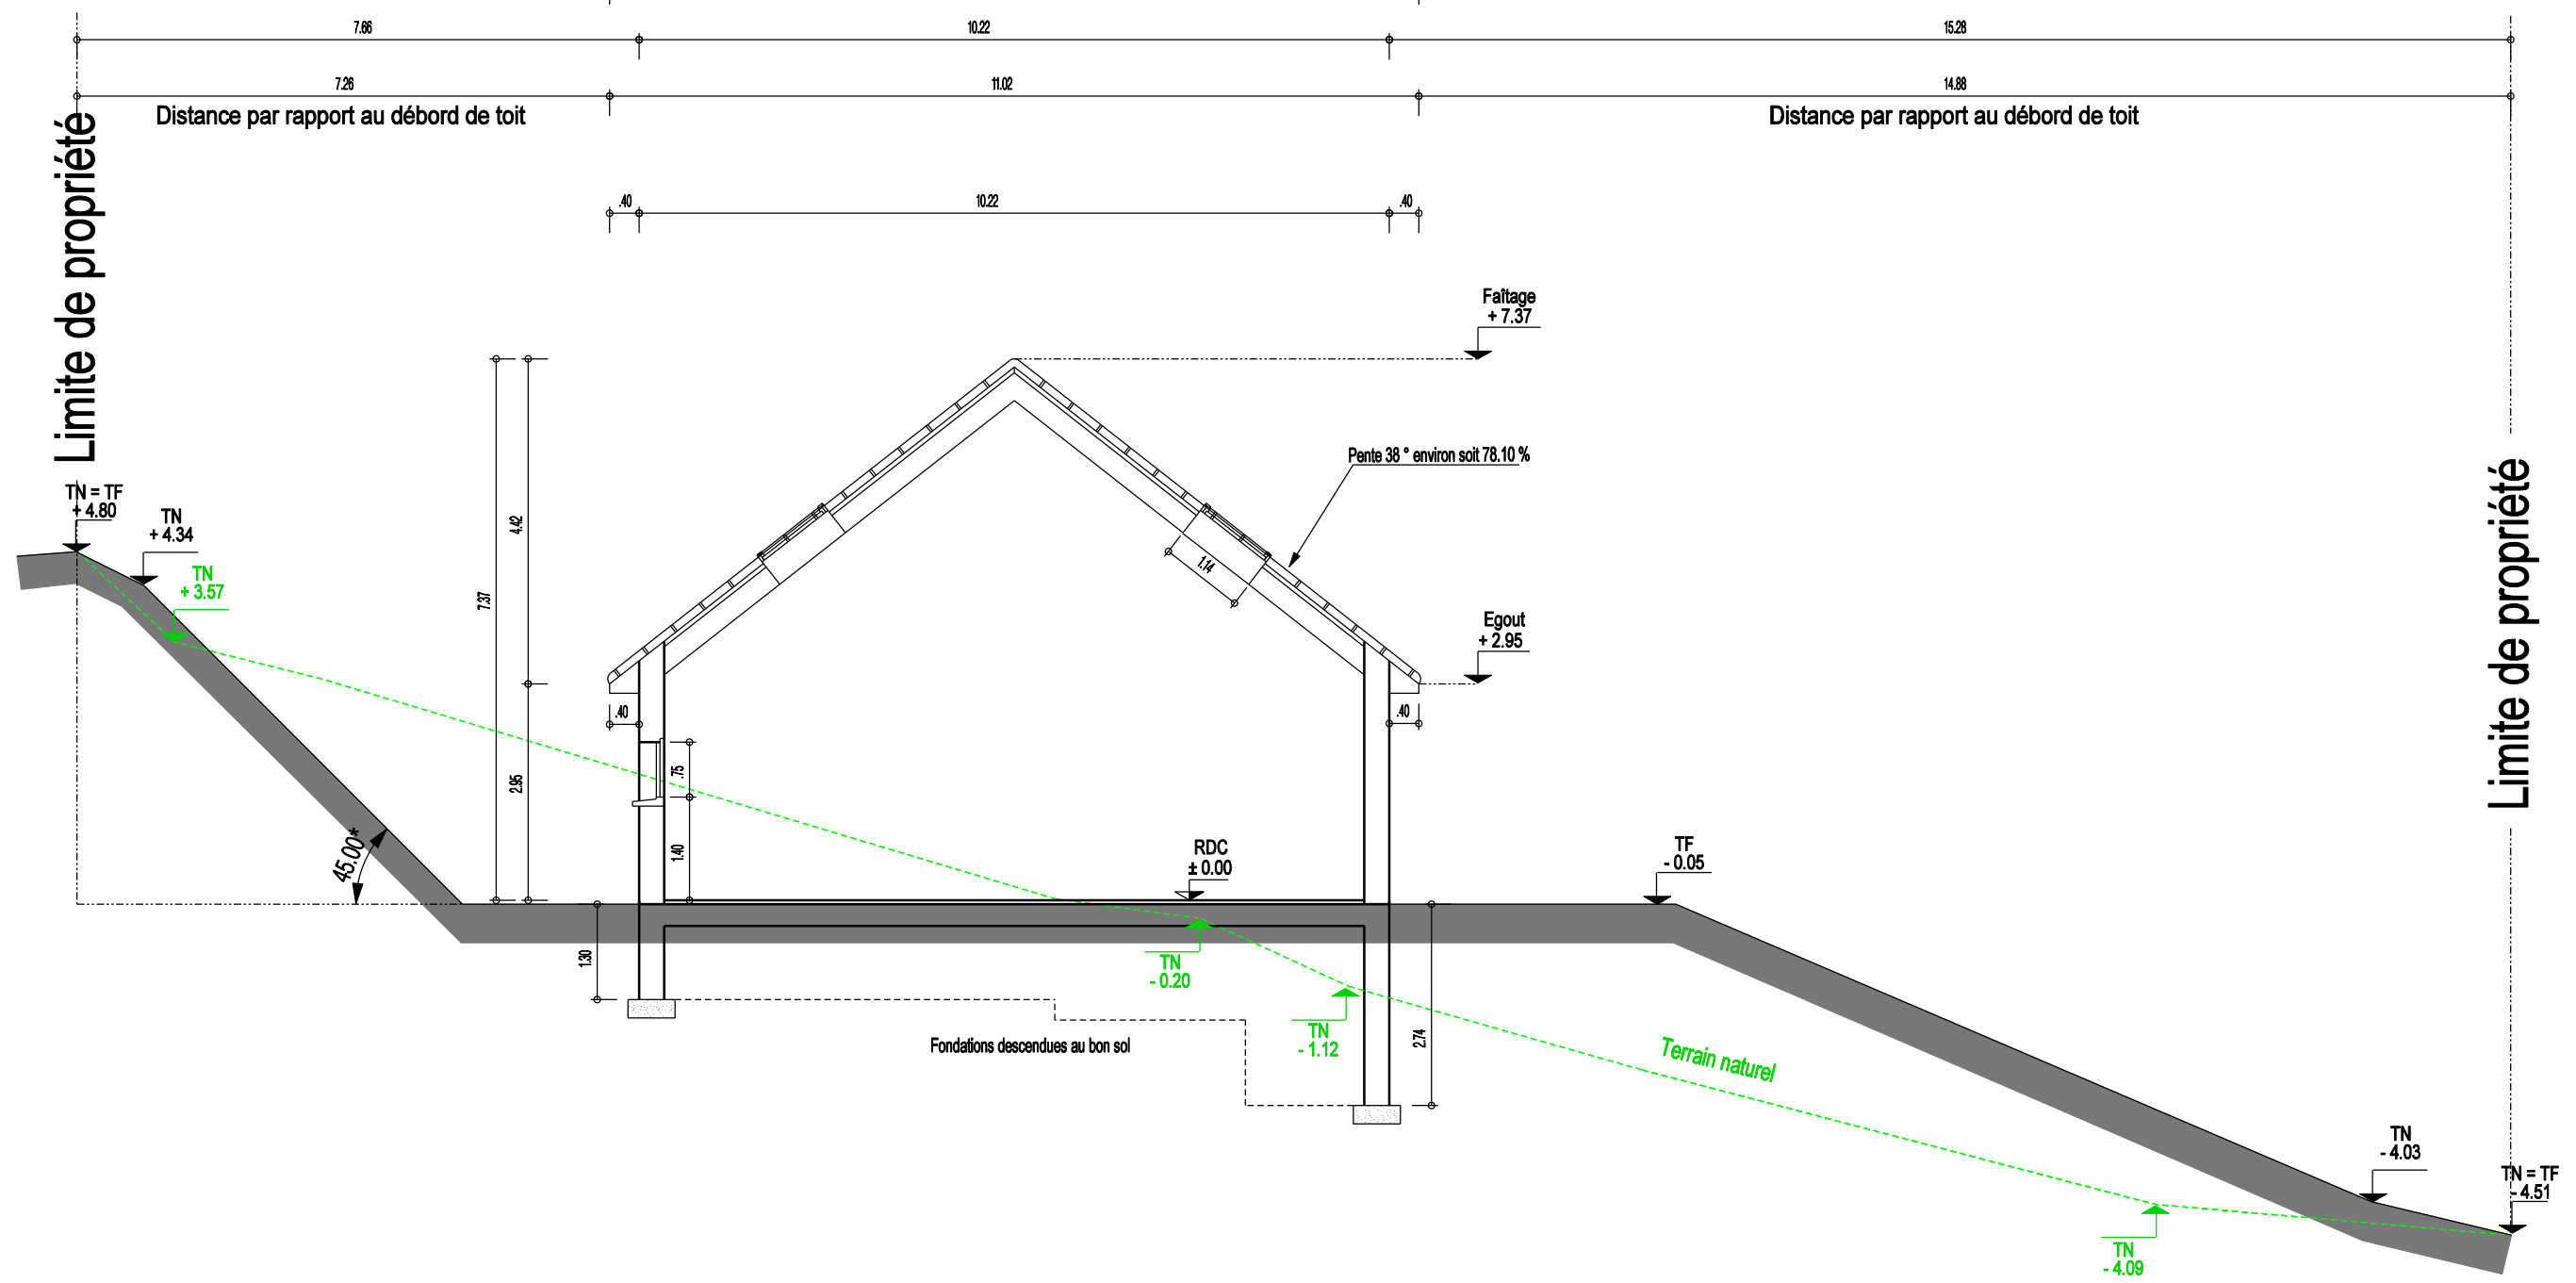 7.66
10.22
15.28
7.26
11.02
14.88
Distance par rapport au débord de toit
Distance par rapport au débord de toit
Limite de propriété
.40
10.22
.40
Faîtage
+ 7.37
Pente 38 ° environ soit 78.10 %
Limite de propriété
TN = TF
+ 4.80
TN
+ 4.34
TN
+ 3.57
7.37
4.42
1.14
Egout
+ 2.95
.40
.40
2.95
.75
1.40
45.00°
RDC
± 0.00
TF
- 0.05
1.30
TN
- 0.20
TN
- 1.12
2.74
Fondations descendues au bon sol
Terrain naturel
TN
- 4.03
TN = TF
- 4.51
TN
- 4.09